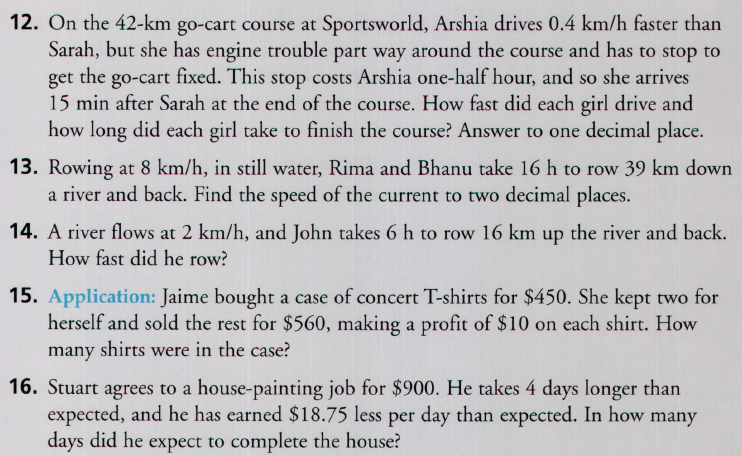 12. On the 42-km go-cart course at Sportsworld, Arshia drives 0.4 km/h faster than
Sarah, but she has engine trouble part way around the course and has to stop to
get the go-cart fixed. This stop costs Arshia one-half hour, and so she arrives
15 min after Sarah at the end of the course. How fast did each girl drive and
how long did each girl take to finish the course? Answer to one decimal place.
13. Rowing at 8 km/h, in still water, Rima and Bhanu take 16 h to row 39 km down
a river and back. Find the speed of the current to two decimal places.
14. A river flows at 2 km/h, and John takes 6 h to row 16 km up the river and back.
How fast did he row?
15. Application: Jaime bought a case of concert T-shirts for $450. She kept two for
herself and sold the rest for $560, making a profit of $10 on each shirt. How
many shirts were in the case?
16. Stuart agrees to a house-painting job for $900. He takes 4 days longer than
expected, and he has earned $18.75 less per day than expected. In how many
days did he expect to complete the house?